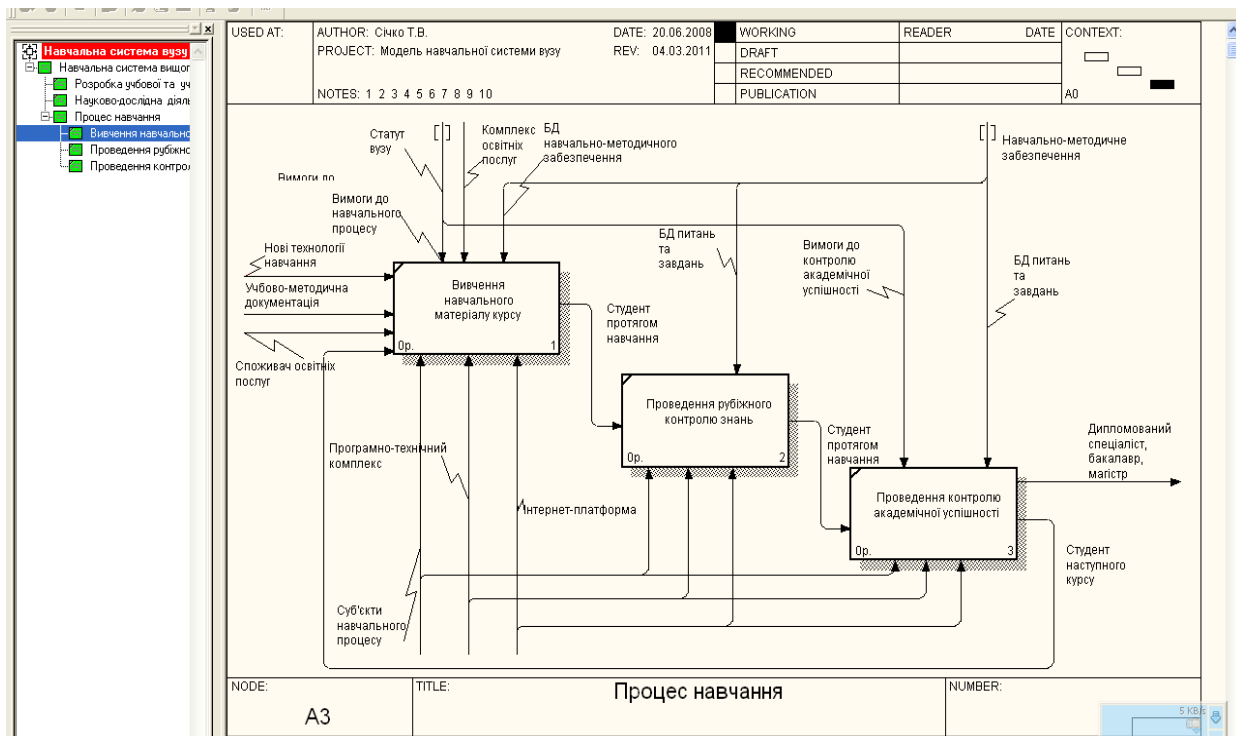 Навчальна система вузу
Навчальна система вищог
Розробка учбової та уч
Науково-дослідна діяль
Процес навчання
Вивчення навчально
Проведення рубіжно
Проведення контрол
USED AT:
AUTHOR: Січко Т.В.
DATE: 20.06.2008
PROJECT: Модель навчальної системи вузу
REV: 04.03.2011
NOTES: 1 2 3 4 5 6 7 8 9 10
WORKING
DRAFT
RECOMMENDED
PUBLICATION
READER
DATE
CONTEXT:
A0
Статут
вузу
Комплекс
освітніх
послуг
БД
навчально-методичного
забезпечення
Навчально-методичне
забезпечення
Вимоги до
Вимоги до
навчального
процесу
Нові технології
навчання
Учбово-методична
документація
Споживач освітніх
послуг
Вивчення
навчального
матеріалу курсу
0р.
1
Студент
протягом
навчання
БД питань
та
завдань
Вимоги до
контролю
академічної
успішності
БД питань
та
завдань
Проведення рубіжного
контролю знань
0р.
2
Студент
протягом
навчання
Проведення контролю
академічної успішності
0р.
3
Дипломований
спеціаліст,
бакалавр,
магістр
Студент
наступного
курсу
Програмно-технічний
комплекс
Інтернет-платформа
Суб'єкти
навчального
процесу
NODE:
A3
TITLE:
Процес навчання
NUMBER:
5 KB/s